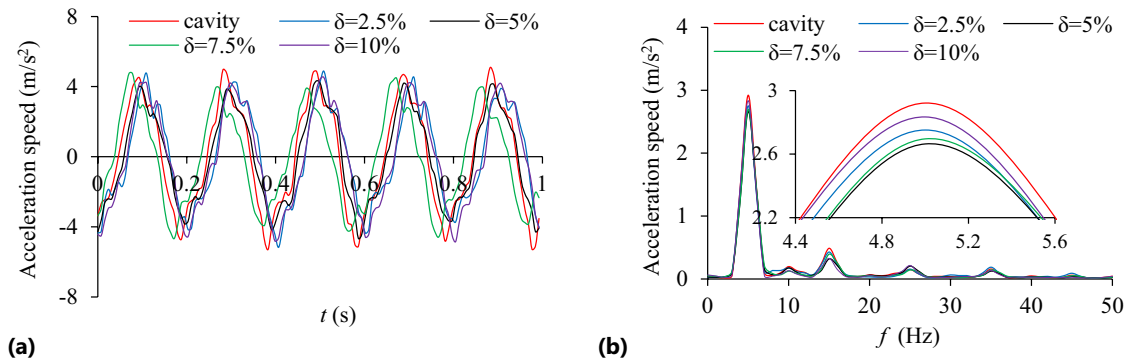 cavity δ=2.5% δ=5%
δ=7.5% δ=10%
Acceleration speed (m/s²)
8
4
0
-4
-8
0 0.2 0.4 0.6 0.8 1
t (s)
(a)
cavity δ=2.5% δ=5%
δ=7.5% δ=10%
Acceleration speed (m/s²)
4
3
2
1
0
3
2.6
2.2
4.4 4.8 5.2 5.6
0 10 20 30 40 50
f (Hz)
(b)